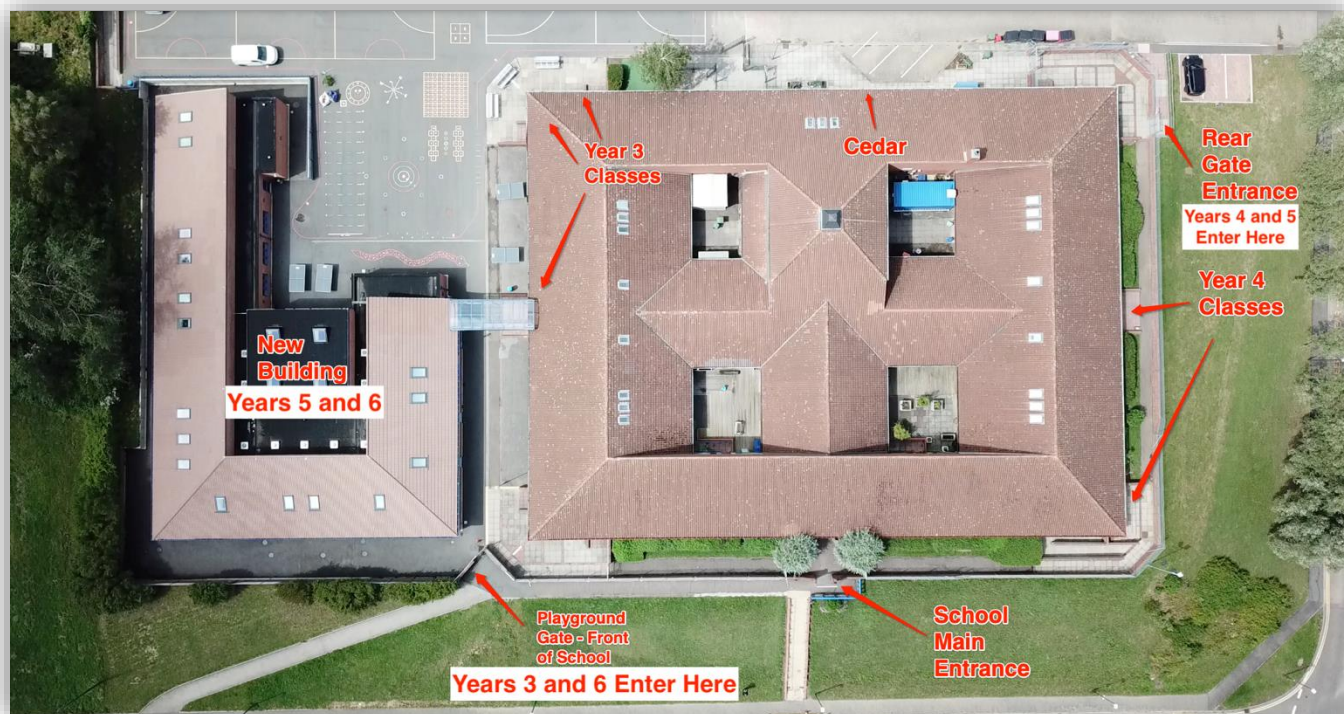 Year 3
Classes
Cedar
Rear
Gate
Entrance
Years 4 and 5
Enter Here
Year 4
Classes
New
Building
Years 5 and 6
Playground
Gate - Front
of School
Years 3 and 6 Enter Here
School
Main
Entrance